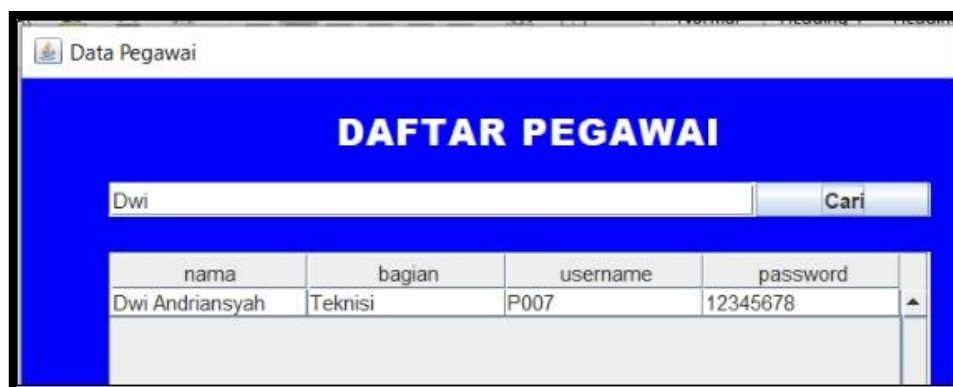 Data Pegawai
DAFTAR PEGAWAI
Dwi Cari
nama bagian username password
Dwi Andriansyah Teknisi P007 12345678